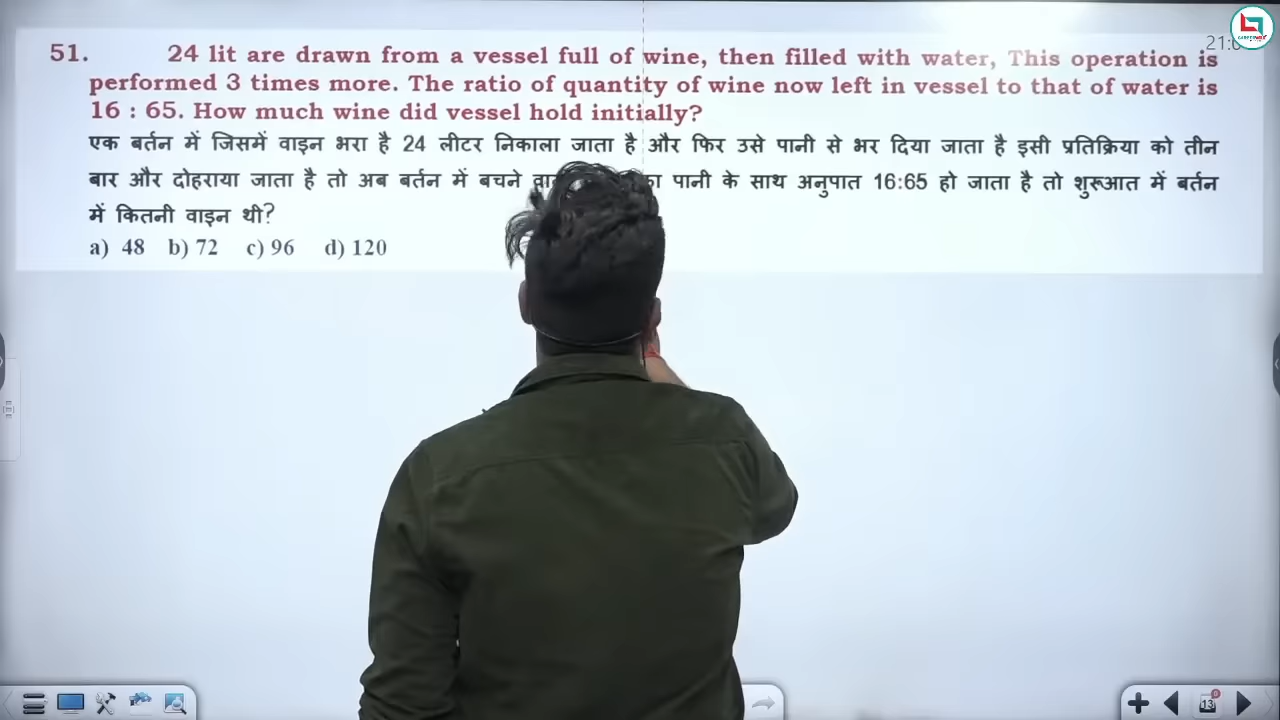 51. 24 lit are drawn from a vessel full of wine, then filled with water, This operation is
performed 3 times more. The ratio of quantity of wine now left in vessel to that of water is
16 : 65. How much wine did vessel hold initially?
एक बर्तन में जिसमें वाइन भरा है 24 लीटर निकाला जाता है और फिर उसे पानी से भर दिया जाता है इसी प्रतिक्रिया को तीन
बार और दोहराया जाता है तो अब बर्तन में बचने पानी के साथ अनुपात 16:65 हो जाता है तो शुरूआत में बर्तन
में कितनी वाइन थी?
a) 48 b) 72 c) 96 d) 120
13